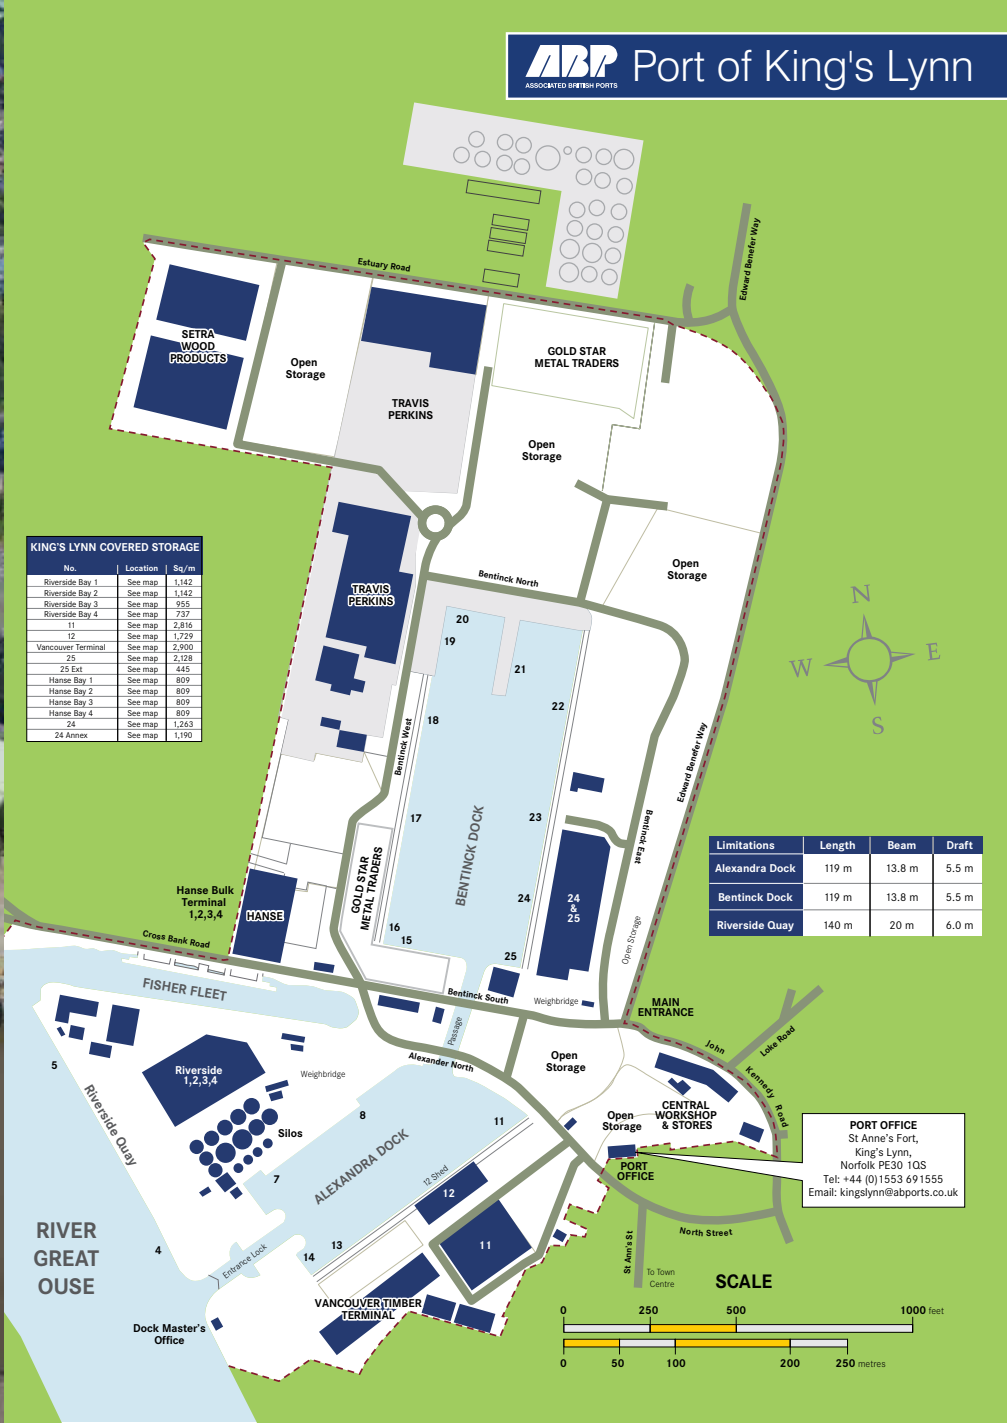 ABP
ASSOCIATED BRITISH PORTS
Port of King's Lynn
Edward Benefer Way
Estuary Road
SETRA
WOOD
PRODUCTS
Open
Storage
TRAVIS
PERKINS
GOLD STAR
METAL TRADERS
Open
Storage
Open
Storage
Bentinck North
TRAVIS
PERKINS
KING'S LYNN COVERED STORAGE
No. Location Sq/m
Riverside Bay 1 See map 1,142
Riverside Bay 2 See map 1,142
Riverside Bay 3 See map 955
Riverside Bay 4 See map 737
11 See map 2,816
12 See map 1,729
Vancouver Terminal See map 2,900
25 See map 2,128
25 Ext See map 445
Hanse Bay 1 See map 809
Hanse Bay 2 See map 809
Hanse Bay 3 See map 809
Hanse Bay 4 See map 809
24 See map 1,263
24 Annex See map 1,190
N
W
E
S
20
19
21
22
18
Bentinck West
17
23
BENTINCK DOCK
Bentinck East
Edward Benefer Way
Limitations Length Beam Draft
Alexandra Dock 119 m 13.8 m 5.5 m
Bentinck Dock 119 m 13.8 m 5.5 m
Riverside Quay 140 m 20 m 6.0 m
GOLD STAR
METAL TRADERS
Hanse Bulk
Terminal
1,2,3,4
HANSE
24
24
&
25
16
15
25
Open Storage
Cross Bank Road
FISHER FLEET
Bentinck South
Weighbridge
MAIN
ENTRANCE
Passage
Alexander North
Open
Storage
John
Kennedy Road
Loke Road
5
Riverside Quay
Riverside
1,2,3,4
Weighbridge
Silos
8
11
ALEXANDRA DOCK
7
12 Shed
12
Open
Storage
CENTRAL
WORKSHOP
& STORES
PORT
OFFICE
PORT OFFICE
St Anne's Fort,
King's Lynn,
Norfolk PE30 1QS
Tel: +44 (0)1553 691555
Email: kingslynn@abports.co.uk
North Street
St Ann's St
To Town
Centre
RIVER
GREAT
OUSE
4
Entrance Lock
14
13
11
VANCOUVER TIMBER
TERMINAL
Dock Master's
Office
SCALE
0 250 500 1000 feet
0 50 100 200 250 metres